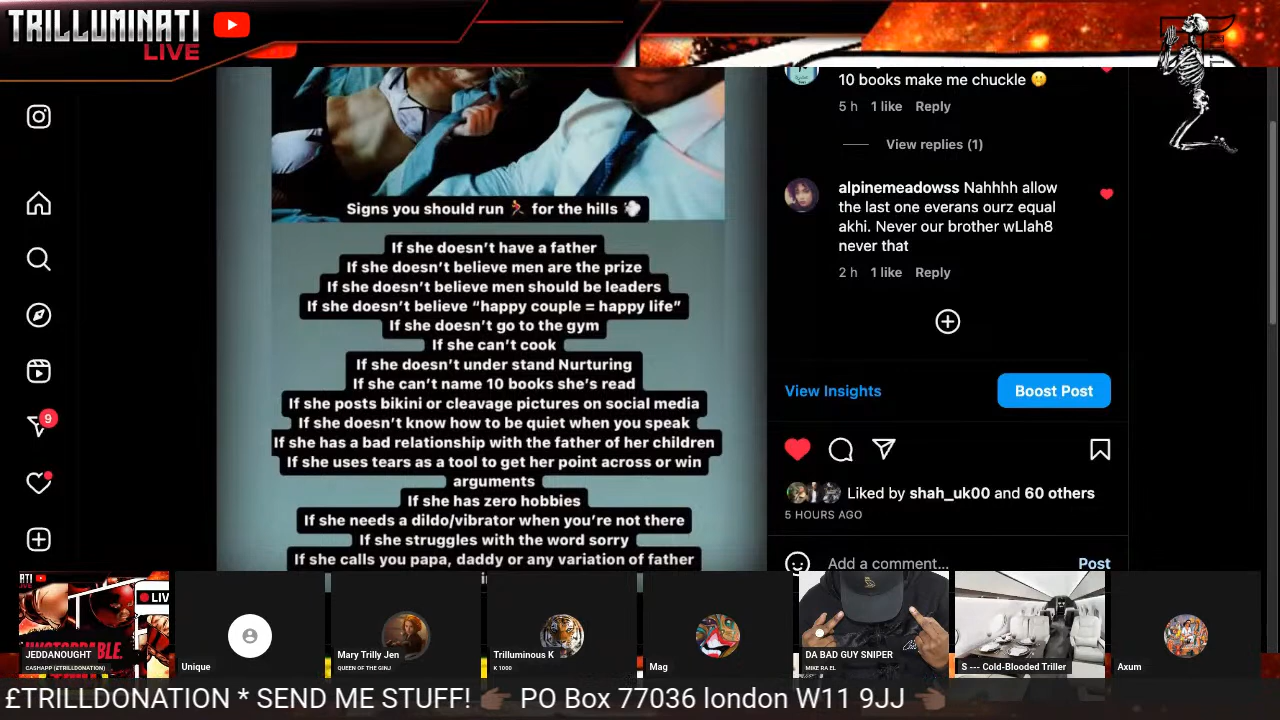 TRILLUMINATI
LIVE
10 books make me chuckle 🤭
5 h 1 like Reply
View replies (1)
alpinemeadowss Nahhhh allow
the last one everans ourz equal
akhi. Never our brother wLlah8
never that
2 h 1 like Reply
View Insights
Boost Post
Liked by shah_uk00 and 60 others
5 HOURS AGO
Add a comment...
Post
9
Signs you should run 🏃 for the hills 💨
If she doesn't have a father
If she doesn't believe men are the prize
If she doesn't believe men should be leaders
If she doesn't believe "happy couple = happy life"
If she doesn't go to the gym
If she can't cook
If she doesn't under stand Nurturing
If she can't name 10 books she's read
If she posts bikini or cleavage pictures on social media
If she doesn't know how to be quiet when you speak
If she has a bad relationship with the father of her children
If she uses tears as a tool to get her point across or win
arguments
If she has zero hobbies
If she needs a dildo/vibrator when you're not there
If she struggles with the word sorry
If she calls you papa, daddy or any variation of father
LIV
JEDDANOUGHT
CASHAPP (£TRILLDONATION)
Unique
Mary Trilly Jen
QUEEN OF THE GINJ
Trilluminous K
K 1000
Mag
DA BAD GUY SNIPER
MIKE RA EL
S --- Cold-Blooded Triller
Axum
£TRILLDONATION * SEND ME STUFF! PO Box 77036 london W11 9JJ